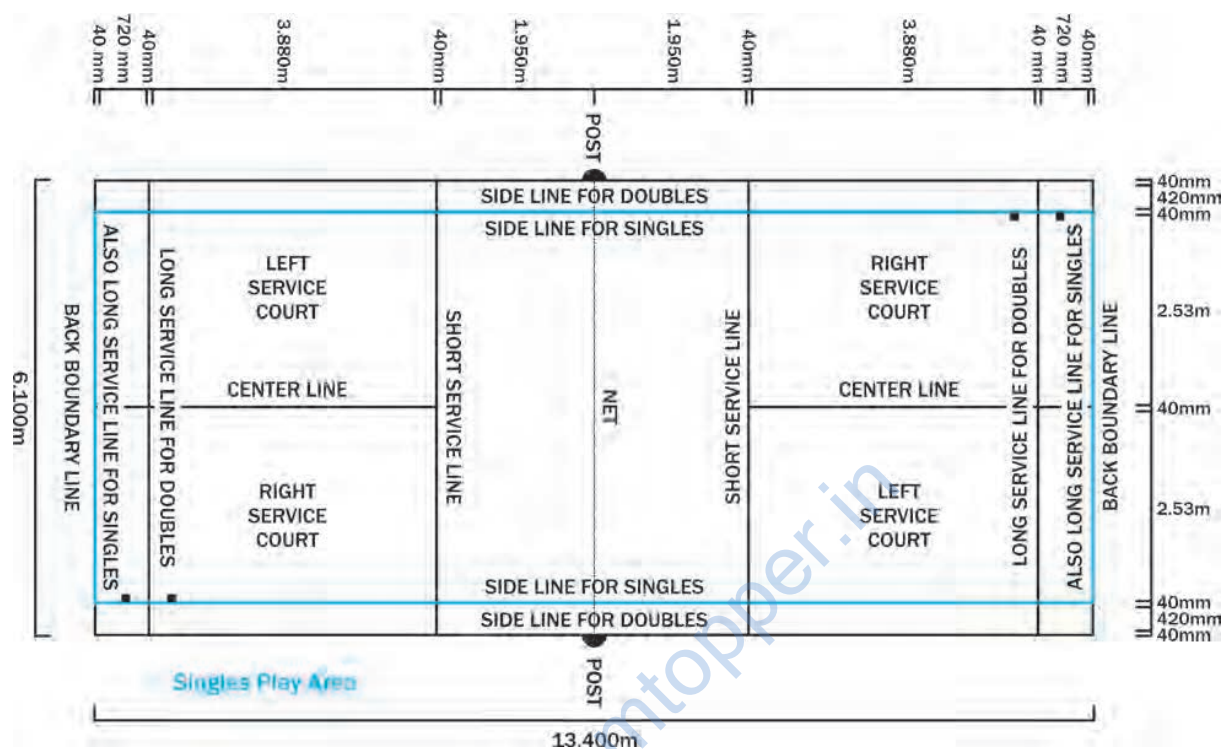 40 mm
720 mm
40mm
3.880m
40mm
1.950m
1.950m
40mm
3.880m
40 mm
720 mm
40mm
POST
SIDE LINE FOR DOUBLES
SIDE LINE FOR SINGLES
40mm
420mm
40mm
2.53m
40mm
2.53m
40mm
420mm
40mm
6.100m
BACK BOUNDARY LINE
ALSO LONG SERVICE LINE FOR SINGLES
LONG SERVICE LINE FOR DOUBLES
LEFT
SERVICE
COURT
CENTER LINE
RIGHT
SERVICE
COURT
SHORT SERVICE LINE
NET
SHORT SERVICE LINE
RIGHT
SERVICE
COURT
CENTER LINE
LEFT
SERVICE
COURT
LONG SERVICE LINE FOR DOUBLES
ALSO LONG SERVICE LINE FOR SINGLES
BACK BOUNDARY LINE
SIDE LINE FOR SINGLES
SIDE LINE FOR DOUBLES
POST
Singles Play Area
13.400m
mtopper.in